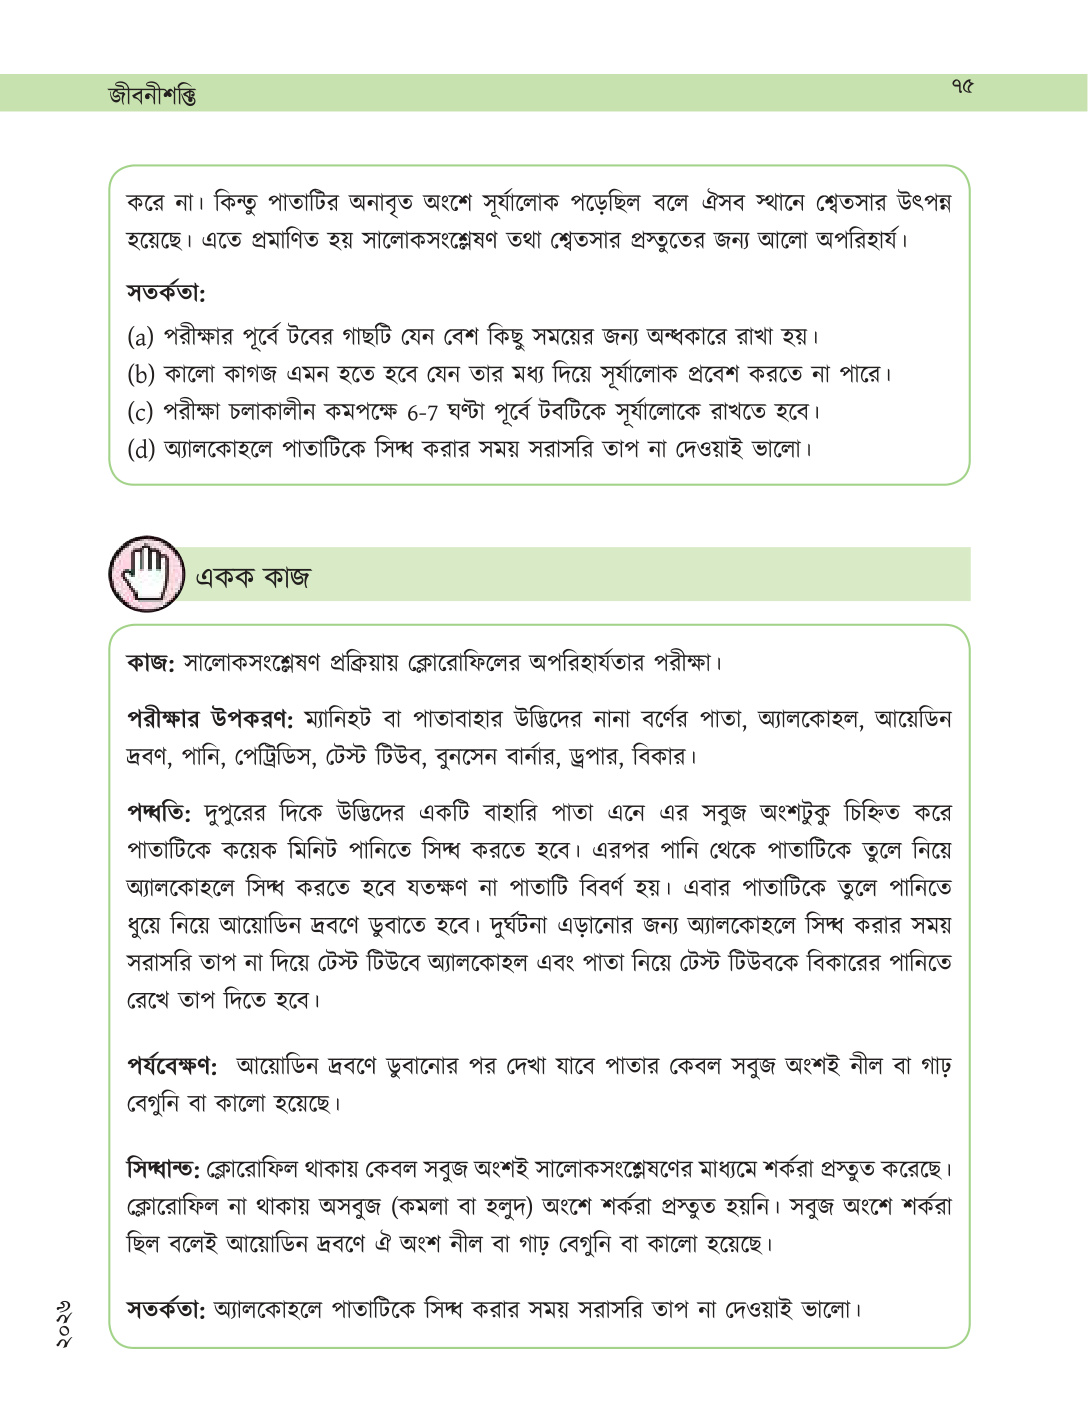 জীবনীশক্তি
৭৫
করে না। কিন্তু পাতাটির অনাবৃত অংশে সূর্যালোক পড়েছিল বলে ঐসব স্থানে শ্বেতসার উৎপন্ন
হয়েছে। এতে প্রমাণিত হয় সালোকসংশ্লেষণ তথা শ্বেতসার প্রস্তুতের জন্য আলো অপরিহার্য।
সতর্কতা:
(a) পরীক্ষার পূর্বে টবের গাছটি যেন বেশ কিছু সময়ের জন্য অন্ধকারে রাখা হয়।
(b) কালো কাগজ এমন হতে হবে যেন তার মধ্য দিয়ে সূর্যালোক প্রবেশ করতে না পারে।
(c) পরীক্ষা চলাকালীন কমপক্ষে 6-7 ঘণ্টা পূর্বে টবটিকে সূর্যালোকে রাখতে হবে।
(d) অ্যালকোহলে পাতাটিকে সিদ্ধ করার সময় সরাসরি তাপ না দেওয়াই ভালো।
একক কাজ
কাজ: সালোকসংশ্লেষণ প্রক্রিয়ায় ক্লোরোফিলের অপরিহার্যতার পরীক্ষা।
পরীক্ষার উপকরণ: ম্যানিহট বা পাতাবাহার উদ্ভিদের নানা বর্ণের পাতা, অ্যালকোহল, আয়েডিন
দ্রবণ, পানি, পেট্রিডিস, টেস্ট টিউব, বুনসেন বার্নার, ড্রপার, বিকার।
পদ্ধতি: দুপুরের দিকে উদ্ভিদের একটি বাহারি পাতা এনে এর সবুজ অংশটুকু চিহ্নিত করে
পাতাটিকে কয়েক মিনিট পানিতে সিদ্ধ করতে হবে। এরপর পানি থেকে পাতাটিকে তুলে নিয়ে
অ্যালকোহলে সিদ্ধ করতে হবে যতক্ষণ না পাতাটি বিবর্ণ হয়। এবার পাতাটিকে তুলে পানিতে
ধুয়ে নিয়ে আয়োডিন দ্রবণে ডুবাতে হবে। দুর্ঘটনা এড়ানোর জন্য অ্যালকোহলে সিদ্ধ করার সময়
সরাসরি তাপ না দিয়ে টেস্ট টিউবে অ্যালকোহল এবং পাতা নিয়ে টেস্ট টিউবকে বিকারের পানিতে
রেখে তাপ দিতে হবে।
পর্যবেক্ষণ: আয়োডিন দ্রবণে ডুবানোর পর দেখা যাবে পাতার কেবল সবুজ অংশই নীল বা গাঢ়
বেগুনি বা কালো হয়েছে।
সিদ্ধান্ত: ক্লোরোফিল থাকায় কেবল সবুজ অংশই সালোকসংশ্লেষণের মাধ্যমে শর্করা প্রস্তুত করেছে।
ক্লোরোফিল না থাকায় অসবুজ (কমলা বা হলুদ) অংশে শর্করা প্রস্তুত হয়নি। সবুজ অংশে শর্করা
ছিল বলেই আয়োডিন দ্রবণে ঐ অংশ নীল বা গাঢ় বেগুনি বা কালো হয়েছে।
সতর্কতা: অ্যালকোহলে পাতাটিকে সিদ্ধ করার সময় সরাসরি তাপ না দেওয়াই ভালো।
২০২৬